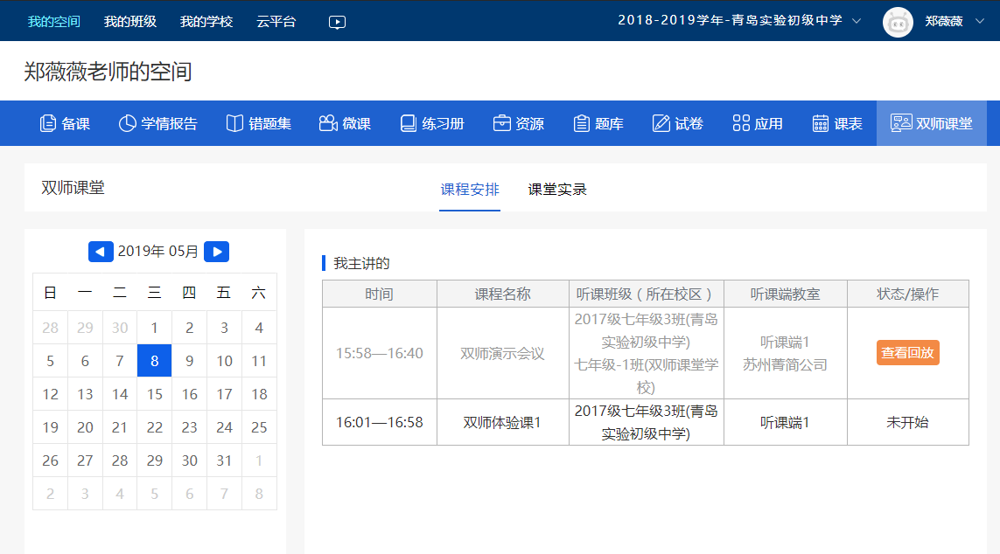 我的空间 我的班级 我的学校 云平台 2018-2019学年-青岛实验初级中学 郑薇薇
郑薇薇老师的空间
备课 学情报告 错题集 微课 练习册 资源 题库 试卷 应用 课表 双师课堂
双师课堂 课程安排 课堂实录
2019年 05月
日 一 二 三 四 五 六
28 29 30 1 2 3 4
5 6 7 8 9 10 11
12 13 14 15 16 17 18
19 20 21 22 23 24 25
26 27 28 29 30 31 1
2 3 4 5 6 7 8
我主讲的
时间 课程名称 听课班级（所在校区） 听课端教室 状态/操作
15:58—16:40 双师演示会议 2017级七年级3班(青岛
实验初级中学)
七年级-1班(双师课堂学
校)
听课端1
苏州菁简公司
查看回放
16:01—16:58 双师体验课1 2017级七年级3班(青岛
实验初级中学)
听课端1 未开始